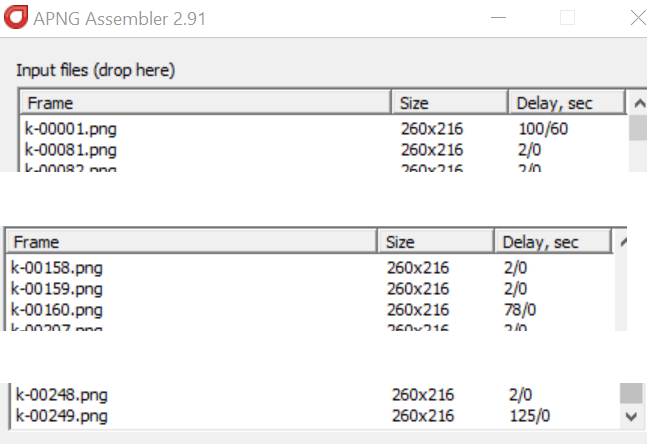 APNG Assembler 2.91
Input files (drop here)
Frame Size Delay, sec
k-00001.png 260x216 100/60
k-00081.png 260x216 2/0
k-00082.png 260x216 2/0
Frame Size Delay, sec
k-00158.png 260x216 2/0
k-00159.png 260x216 2/0
k-00160.png 260x216 78/0
k-00207.png 260x216 2/0
k-00248.png 260x216 2/0
k-00249.png 260x216 125/0